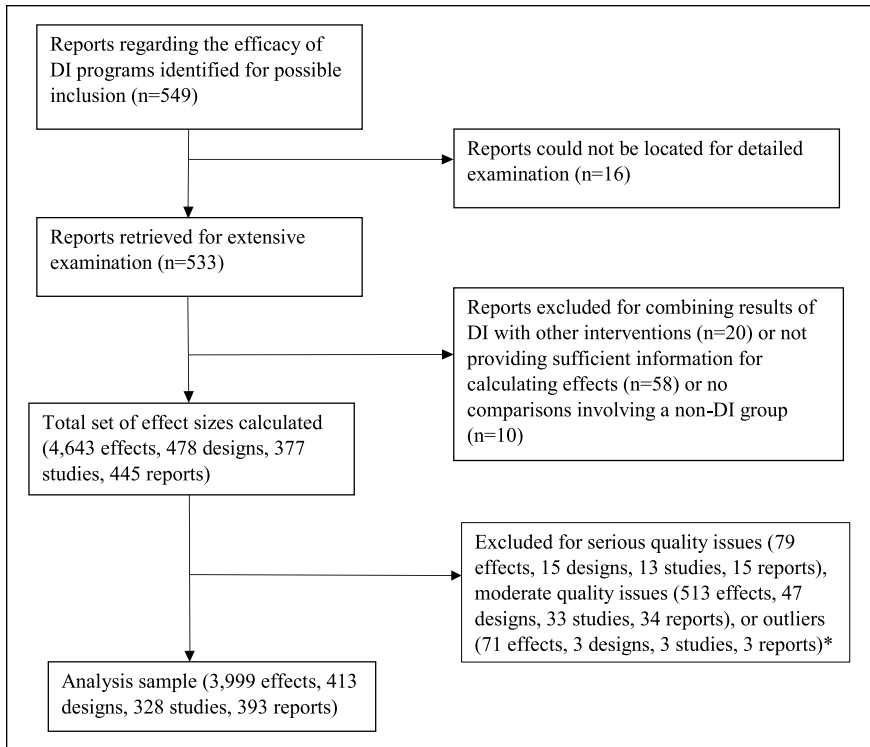 Reports regarding the efficacy of
DI programs identified for possible
inclusion (n=549)
Reports could not be located for detailed
examination (n=16)
Reports retrieved for extensive
examination (n=533)
Reports excluded for combining results of
DI with other interventions (n=20) or not
providing sufficient information for
calculating effects (n=58) or no
comparisons involving a non-DI group
(n=10)
Total set of effect sizes calculated
(4,643 effects, 478 designs, 377
studies, 445 reports)
Excluded for serious quality issues (79
effects, 15 designs, 13 studies, 15 reports),
moderate quality issues (513 effects, 47
designs, 33 studies, 34 reports), or outliers
(71 effects, 3 designs, 3 studies, 3 reports)*
Analysis sample (3,999 effects, 413
designs, 328 studies, 393 reports)